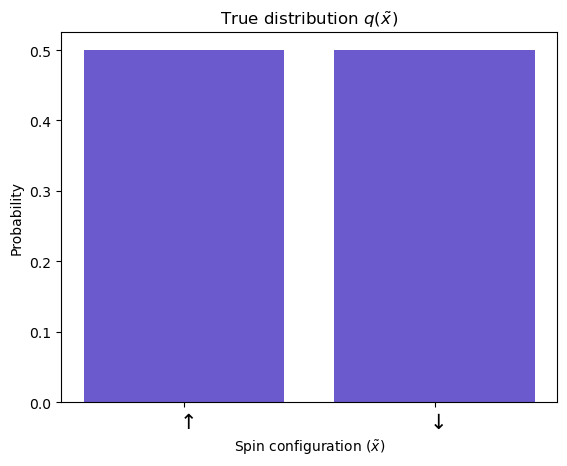 True distribution q(x̃)
Probability
0.5
0.4
0.3
0.2
0.1
0.0
↑ ↓
Spin configuration (x̃)